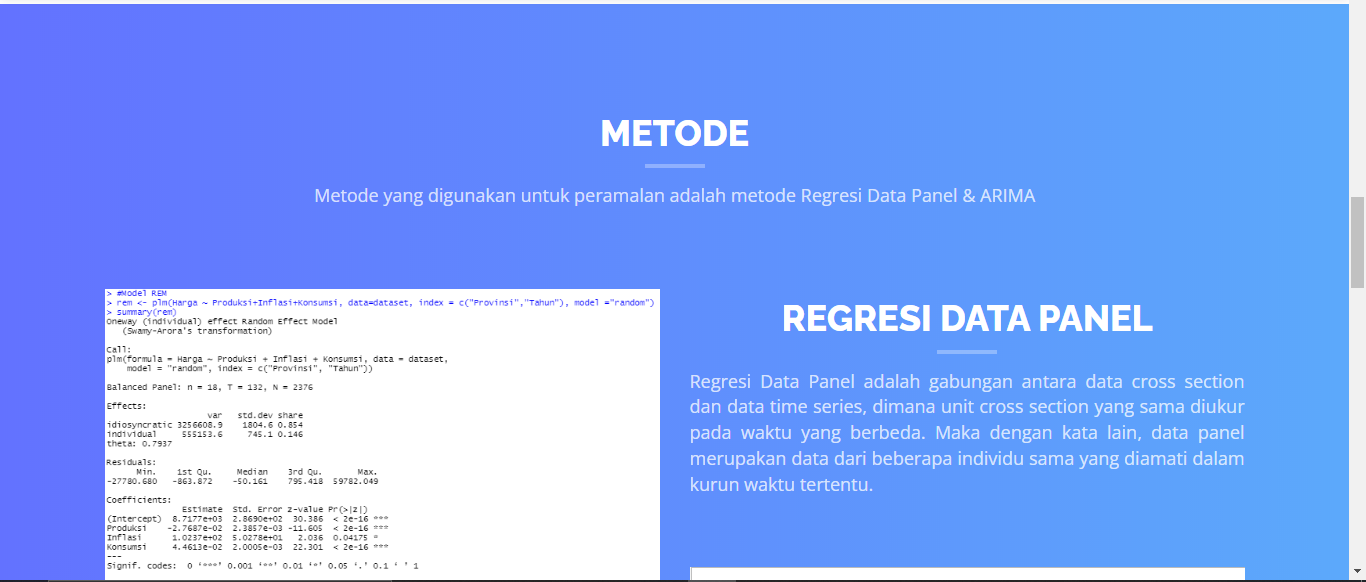 METODE
Metode yang digunakan untuk peramalan adalah metode Regresi Data Panel & ARIMA
> #Model REM
> rem <- plm(Harga ~ Produksi+Inflasi+Konsumsi, data=dataset, index = c("Provinsi","Tahun"), model ="random")
> summary(rem)
Oneway (individual) effect Random Effect Model
(Swamy-Arora's transformation)
Call:
plm(formula = Harga ~ Produksi + Inflasi + Konsumsi, data = dataset,
model = "random", index = c("Provinsi", "Tahun"))
Balanced Panel: n = 18, T = 132, N = 2376
Effects:
var std.dev share
idiosyncratic 3256608.9 1804.6 0.854
individual 555153.6 745.1 0.146
theta: 0.7937
Residuals:
Min. 1st Qu. Median 3rd Qu. Max.
-27780.680 -863.872 -50.161 795.418 59782.049
Coefficients:
Estimate Std. Error z-value Pr(>|z|)
(Intercept) 8.7177e+03 2.8690e+02 30.386 < 2e-16 ***
Produksi -2.7687e-02 2.3857e-03 -11.605 < 2e-16 ***
Inflasi 1.0237e+02 5.0278e+01 2.036 0.04175 *
Konsumsi 4.4613e-02 2.0005e-03 22.301 < 2e-16 ***
---
Signif. codes: 0 ‘***’ 0.001 ‘**’ 0.01 ‘*’ 0.05 ‘.’ 0.1 ‘ ’ 1
REGRESI DATA PANEL
Regresi Data Panel adalah gabungan antara data cross section
dan data time series, dimana unit cross section yang sama diukur
pada waktu yang berbeda. Maka dengan kata lain, data panel
merupakan data dari beberapa individu sama yang diamati dalam
kurun waktu tertentu.